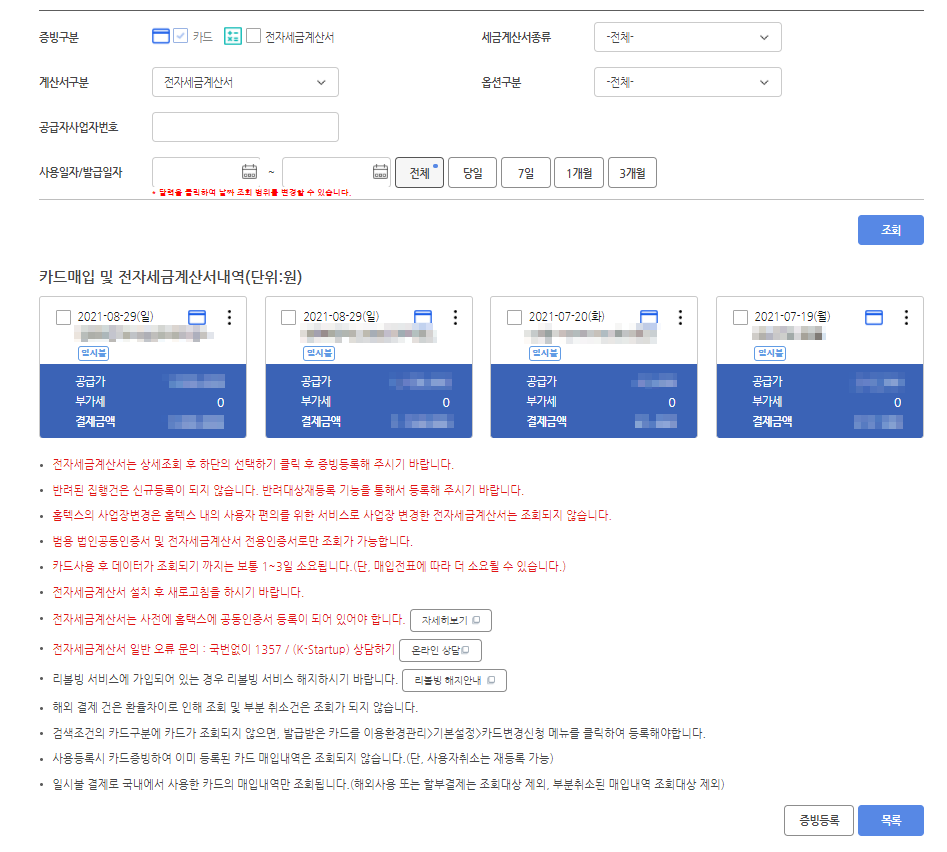 증빙구분 카드 전자세금계산서 세금계산서종류 -전체-
계산서구분 전자세금계산서 옵션구분 -전체-
공급자사업자번호
사용일자/발급일자 ~ 전체 당일 7일 1개월 3개월
* 달력을 클릭하여 날짜 조회 범위를 변경할 수 있습니다.
조회
카드매입 및 전자세금계산서내역(단위:원)
2021-08-29(일) 2021-08-29(일) 2021-07-20(화) 2021-07-19(월)
일시불 일시불 일시불 일시불
공급가 공급가 공급가 공급가
부가세 0 부가세 0 부가세 0 부가세 0
결제금액 결제금액 결제금액 결제금액
• 전자세금계산서는 상세조회 후 하단의 선택하기 클릭 후 증빙등록해 주시기 바랍니다.
• 반려된 집행건은 신규등록이 되지 않습니다. 반려대상재등록 기능을 통해서 등록해 주시기 바랍니다.
• 홈텍스의 사업장변경은 홈텍스 내의 사용자 편의를 위한 서비스로 사업장 변경한 전자세금계산서는 조회되지 않습니다.
• 범용 법인공동인증서 및 전자세금계산서 전용인증서로만 조회가 가능합니다.
• 카드사용 후 데이터가 조회되기 까지는 보통 1~3일 소요됩니다.(단, 매입전표에 따라 더 소요될 수 있습니다.)
• 전자세금계산서 설치 후 새로고침을 하시기 바랍니다.
• 전자세금계산서는 사전에 홈택스에 공동인증서 등록이 되어 있어야 합니다. 자세히보기
• 전자세금계산서 일반 오류 문의 : 국번없이 1357 / (K-Startup) 상담하기 온라인 상담
• 리볼빙 서비스에 가입되어 있는 경우 리볼빙 서비스 해지하시기 바랍니다. 리볼빙 해지안내
• 해외 결제 건은 환율차이로 인해 조회 및 부분 취소건은 조회가 되지 않습니다.
• 검색조건의 카드구분에 카드가 조회되지 않으면, 발급받은 카드를 이용환경관리>기본설정>카드변경신청 메뉴를 클릭하여 등록해야합니다.
• 사용등록시 카드증빙하여 이미 등록된 카드 매입내역은 조회되지 않습니다.(단, 사용자취소는 재등록 가능)
• 일시불 결제로 국내에서 사용한 카드의 매입내역만 조회됩니다.(해외사용 또는 할부결제는 조회대상 제외, 부분취소된 매입내역 조회대상 제외)
증빙등록 목록